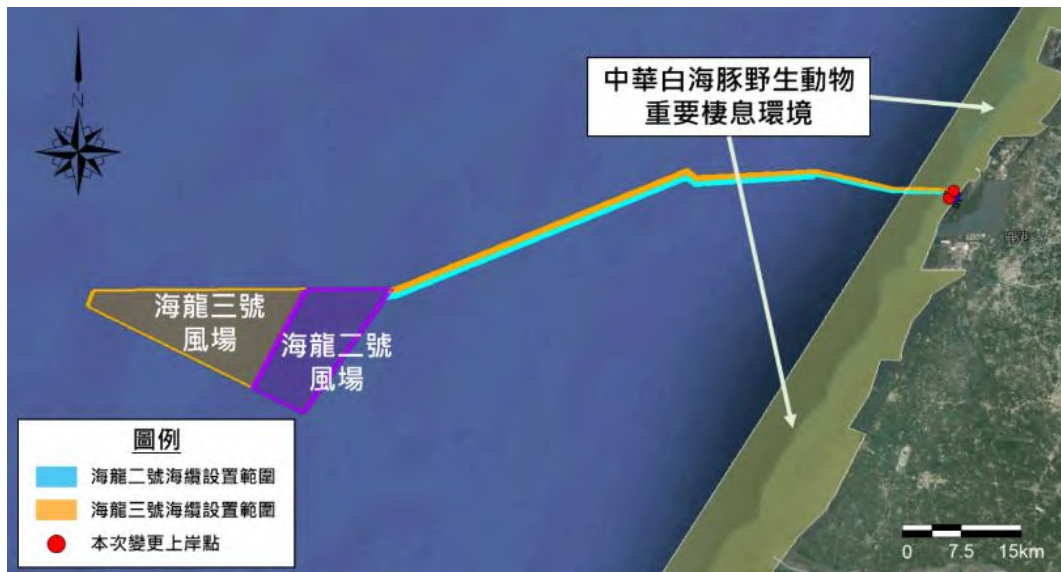 中華白海豚野生動物
重要棲息環境
N
海龍三號
風場
海龍二號
風場
圖例
海龍二號海纜設置範圍
海龍三號海纜設置範圍
本次變更上岸點
0 7.5 15km